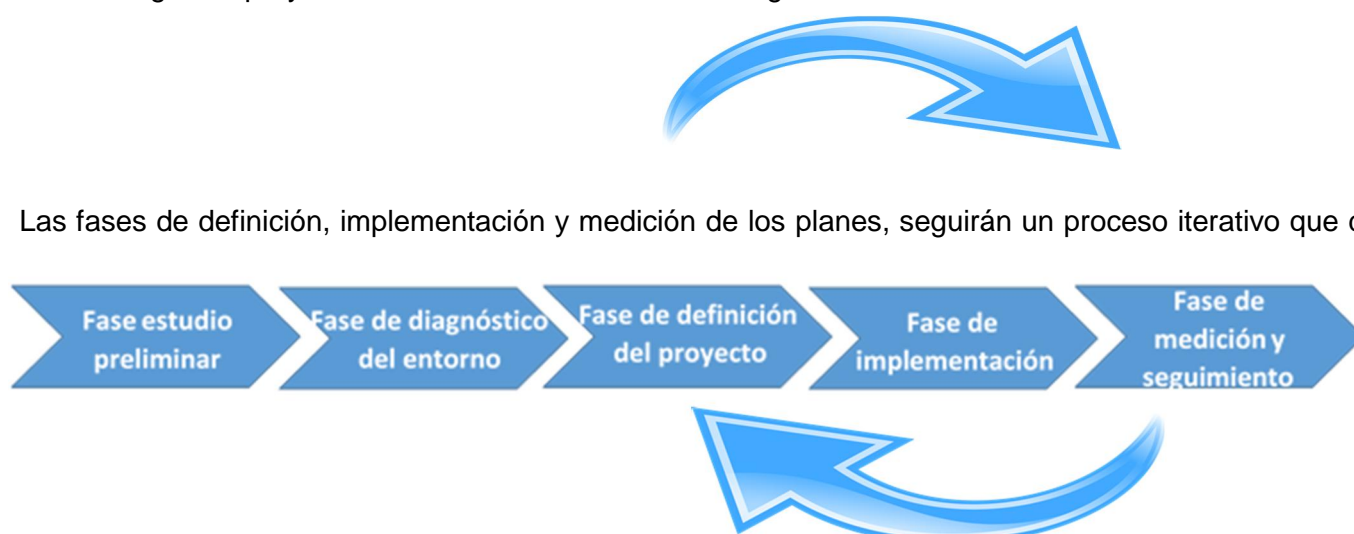 Las fases de definición, implementación y medición de los planes, seguirán un proceso iterativo que
Fase estudio
preliminar
Fase de diagnóstico
del entorno
Fase de definición
del proyecto
Fase de
implementación
Fase de
medición y
seguimiento